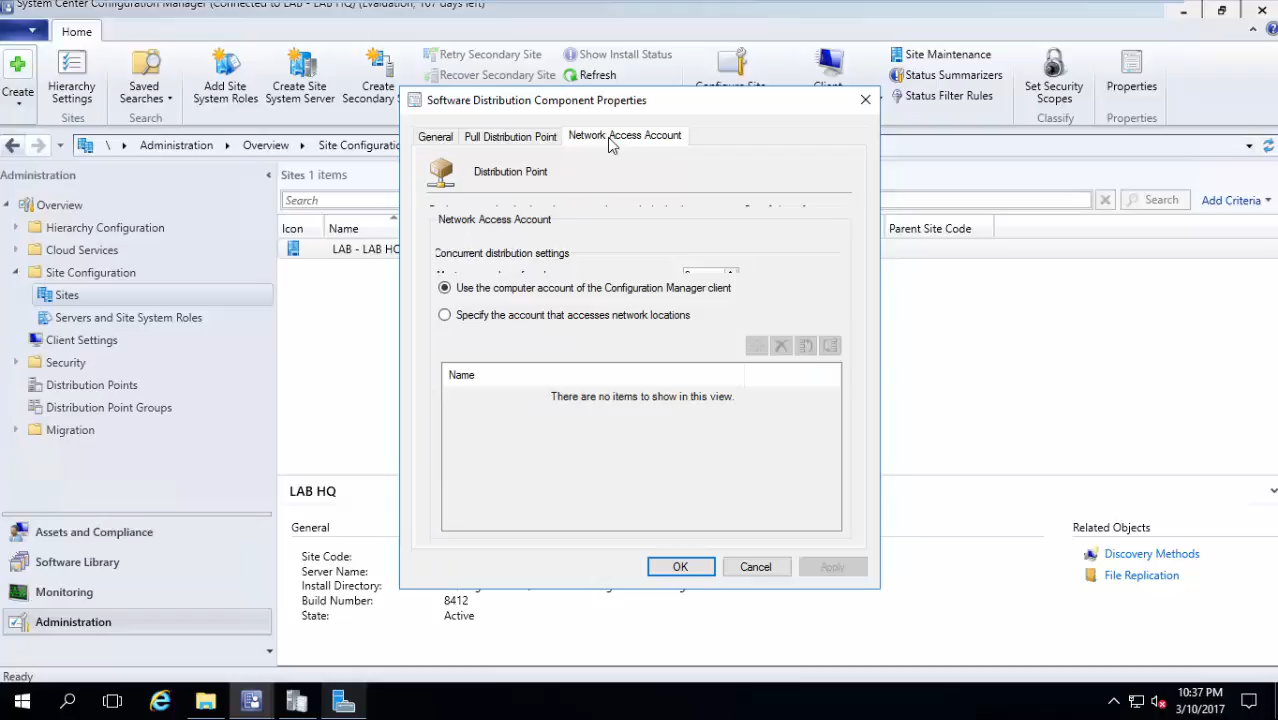 System Center Configuration Manager (Connected to LAB - LAB HQ) (Evaluation, 167 days left)
Home
Create
Hierarchy Settings
Sites
Saved Searches
Search
Add Site System Roles
Create Site System Server
Create Secondary
Retry Secondary Site
Recover Secondary Site
Show Install Status
Refresh
Configure Site
Client
Site Maintenance
Status Summarizers
Status Filter Rules
Set Security Scopes
Classify
Properties
Properties
\ Administration Overview Site Configuratio
Administration
Overview
Hierarchy Configuration
Cloud Services
Site Configuration
Sites
Servers and Site System Roles
Client Settings
Security
Distribution Points
Distribution Point Groups
Migration
Assets and Compliance
Software Library
Monitoring
Administration
Sites 1 items
Search
Search
Add Criteria
Icon Name Parent Site Code
LAB - LAB HQ
Software Distribution Component Properties
General Pull Distribution Point Network Access Account
Distribution Point
Network Access Account
Concurrent distribution settings
Use the computer account of the Configuration Manager client
Specify the account that accesses network locations
Name
There are no items to show in this view.
OK Cancel Apply
LAB HQ
General
Site Code:
Server Name:
Install Directory:
Build Number: 8412
State: Active
Related Objects
Discovery Methods
File Replication
Ready
10:37 PM
3/10/2017